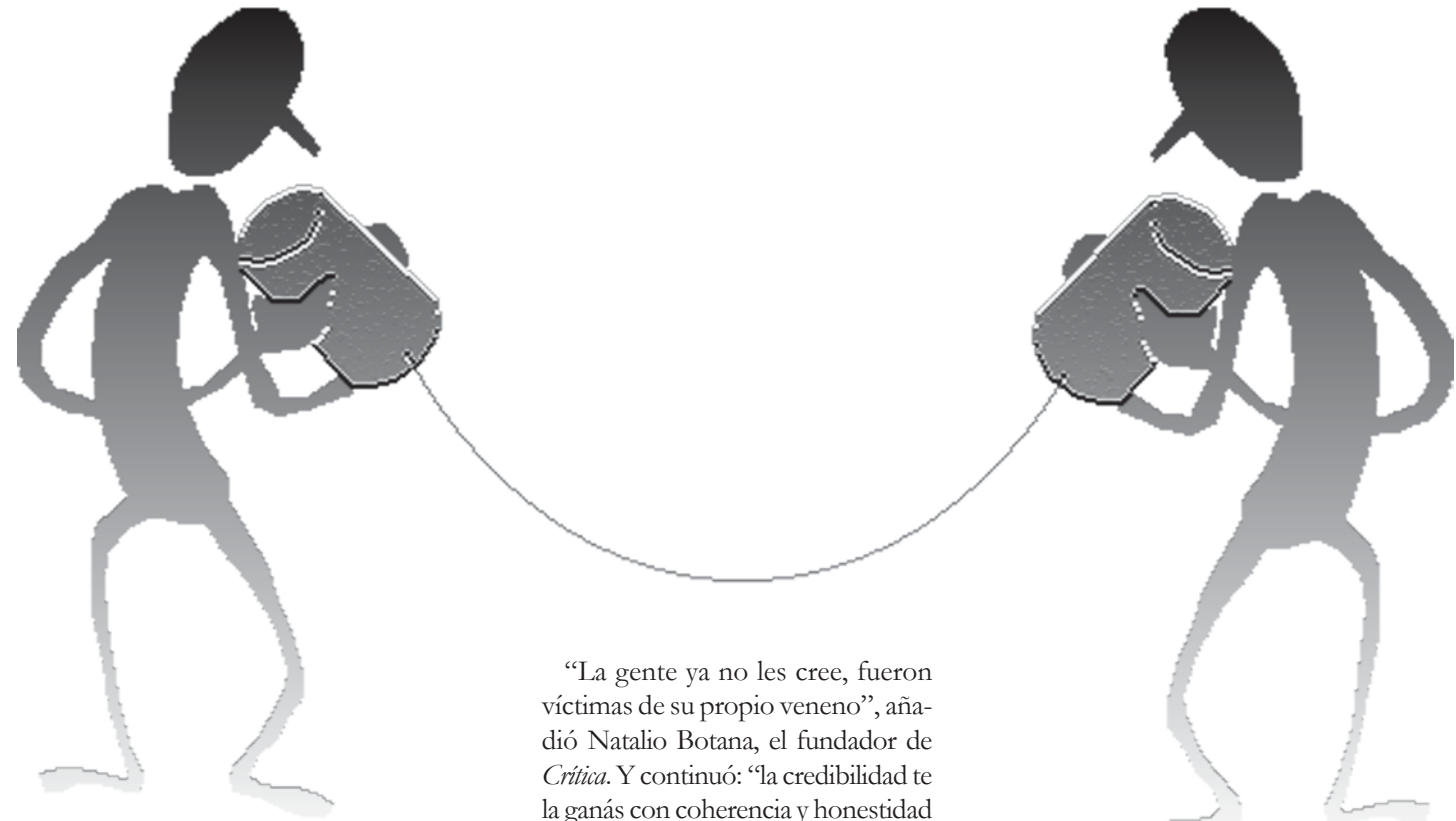 “La gente ya no les cree, fueron
víctimas de su propio veneno”, aña-
dió Natalio Botana, el fundador de
Crítica. Y continuó: “la credibilidad te
la ganás con coherencia y honestidad